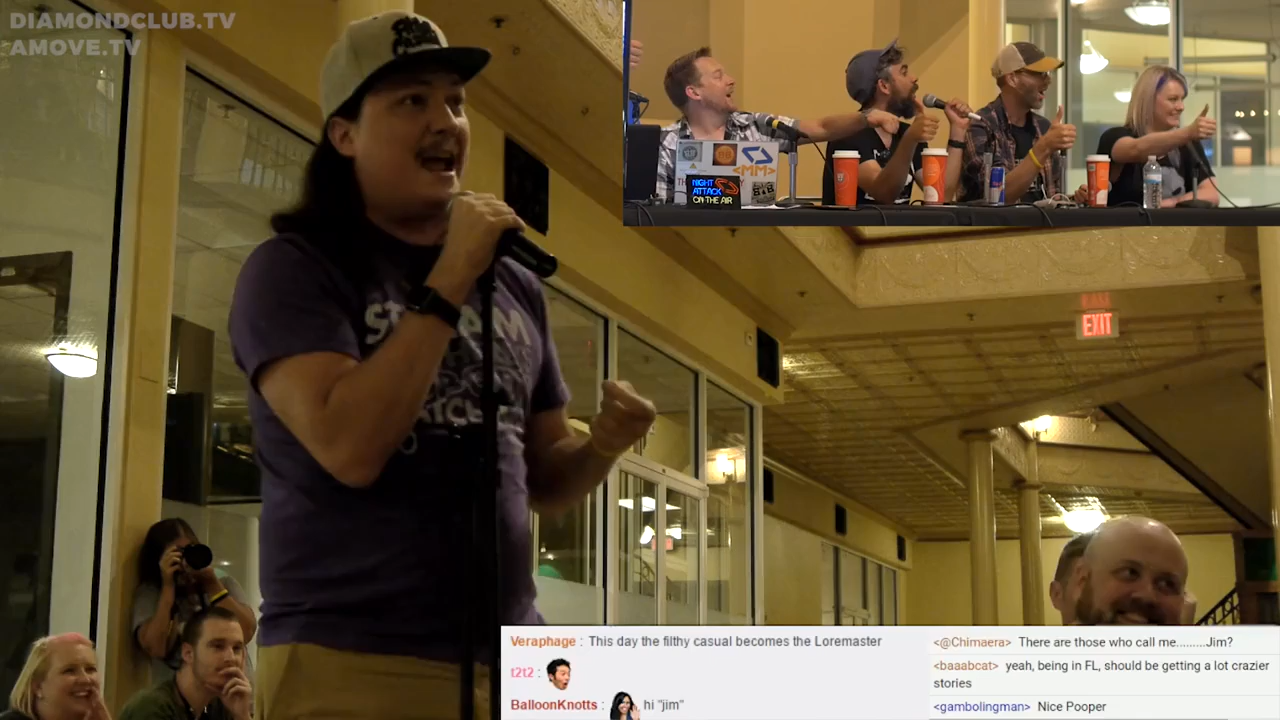 DIAMONDCLUB.TV
AMOVE.TV
NIGHT
ATTACK
ON THE AIR
<MM>
EXIT
Veraphage : This day the filthy casual becomes the Loremaster
t2t2 :
BalloonKnotts : hi "jim"
<@Chimaera> There are those who call me.........Jim?
<baaabcat> yeah, being in FL, should be getting a lot crazier
stories
<gambolingman> Nice Pooper